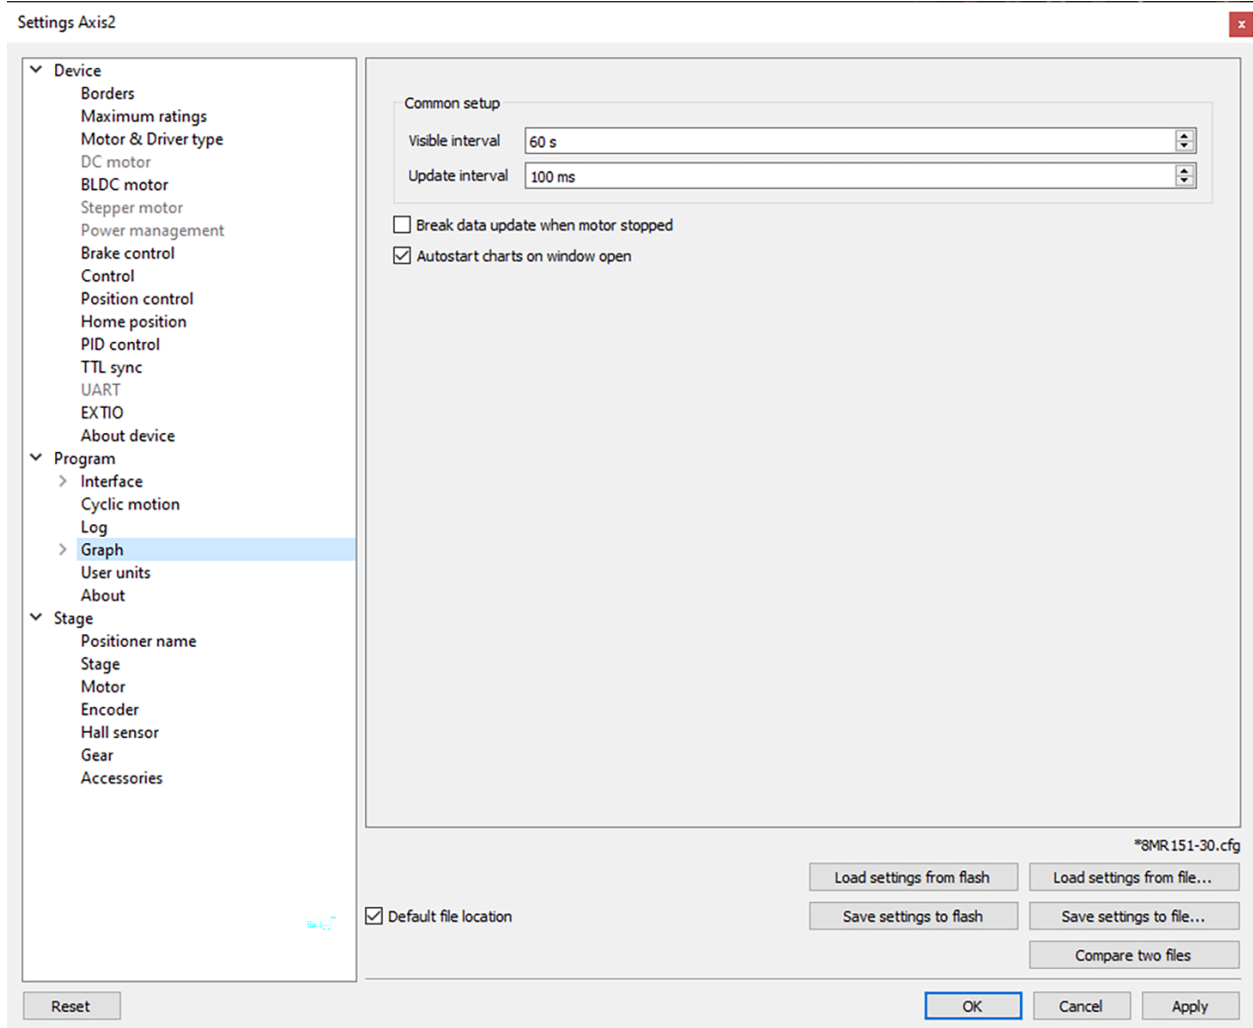 Settings Axis2
x
Device
Borders
Maximum ratings
Motor & Driver type
DC motor
BLDC motor
Stepper motor
Power management
Brake control
Control
Position control
Home position
PID control
TTL sync
UART
EXTIO
About device
Program
Interface
Cyclic motion
Log
Graph
User units
About
Stage
Positioner name
Stage
Motor
Encoder
Hall sensor
Gear
Accessories
Common setup
Visible interval 60 s
Update interval 100 ms
Break data update when motor stopped
Autostart charts on window open
*8MR151-30.cfg
Load settings from flash Load settings from file...
Default file location Save settings to flash Save settings to file...
Compare two files
Reset OK Cancel Apply